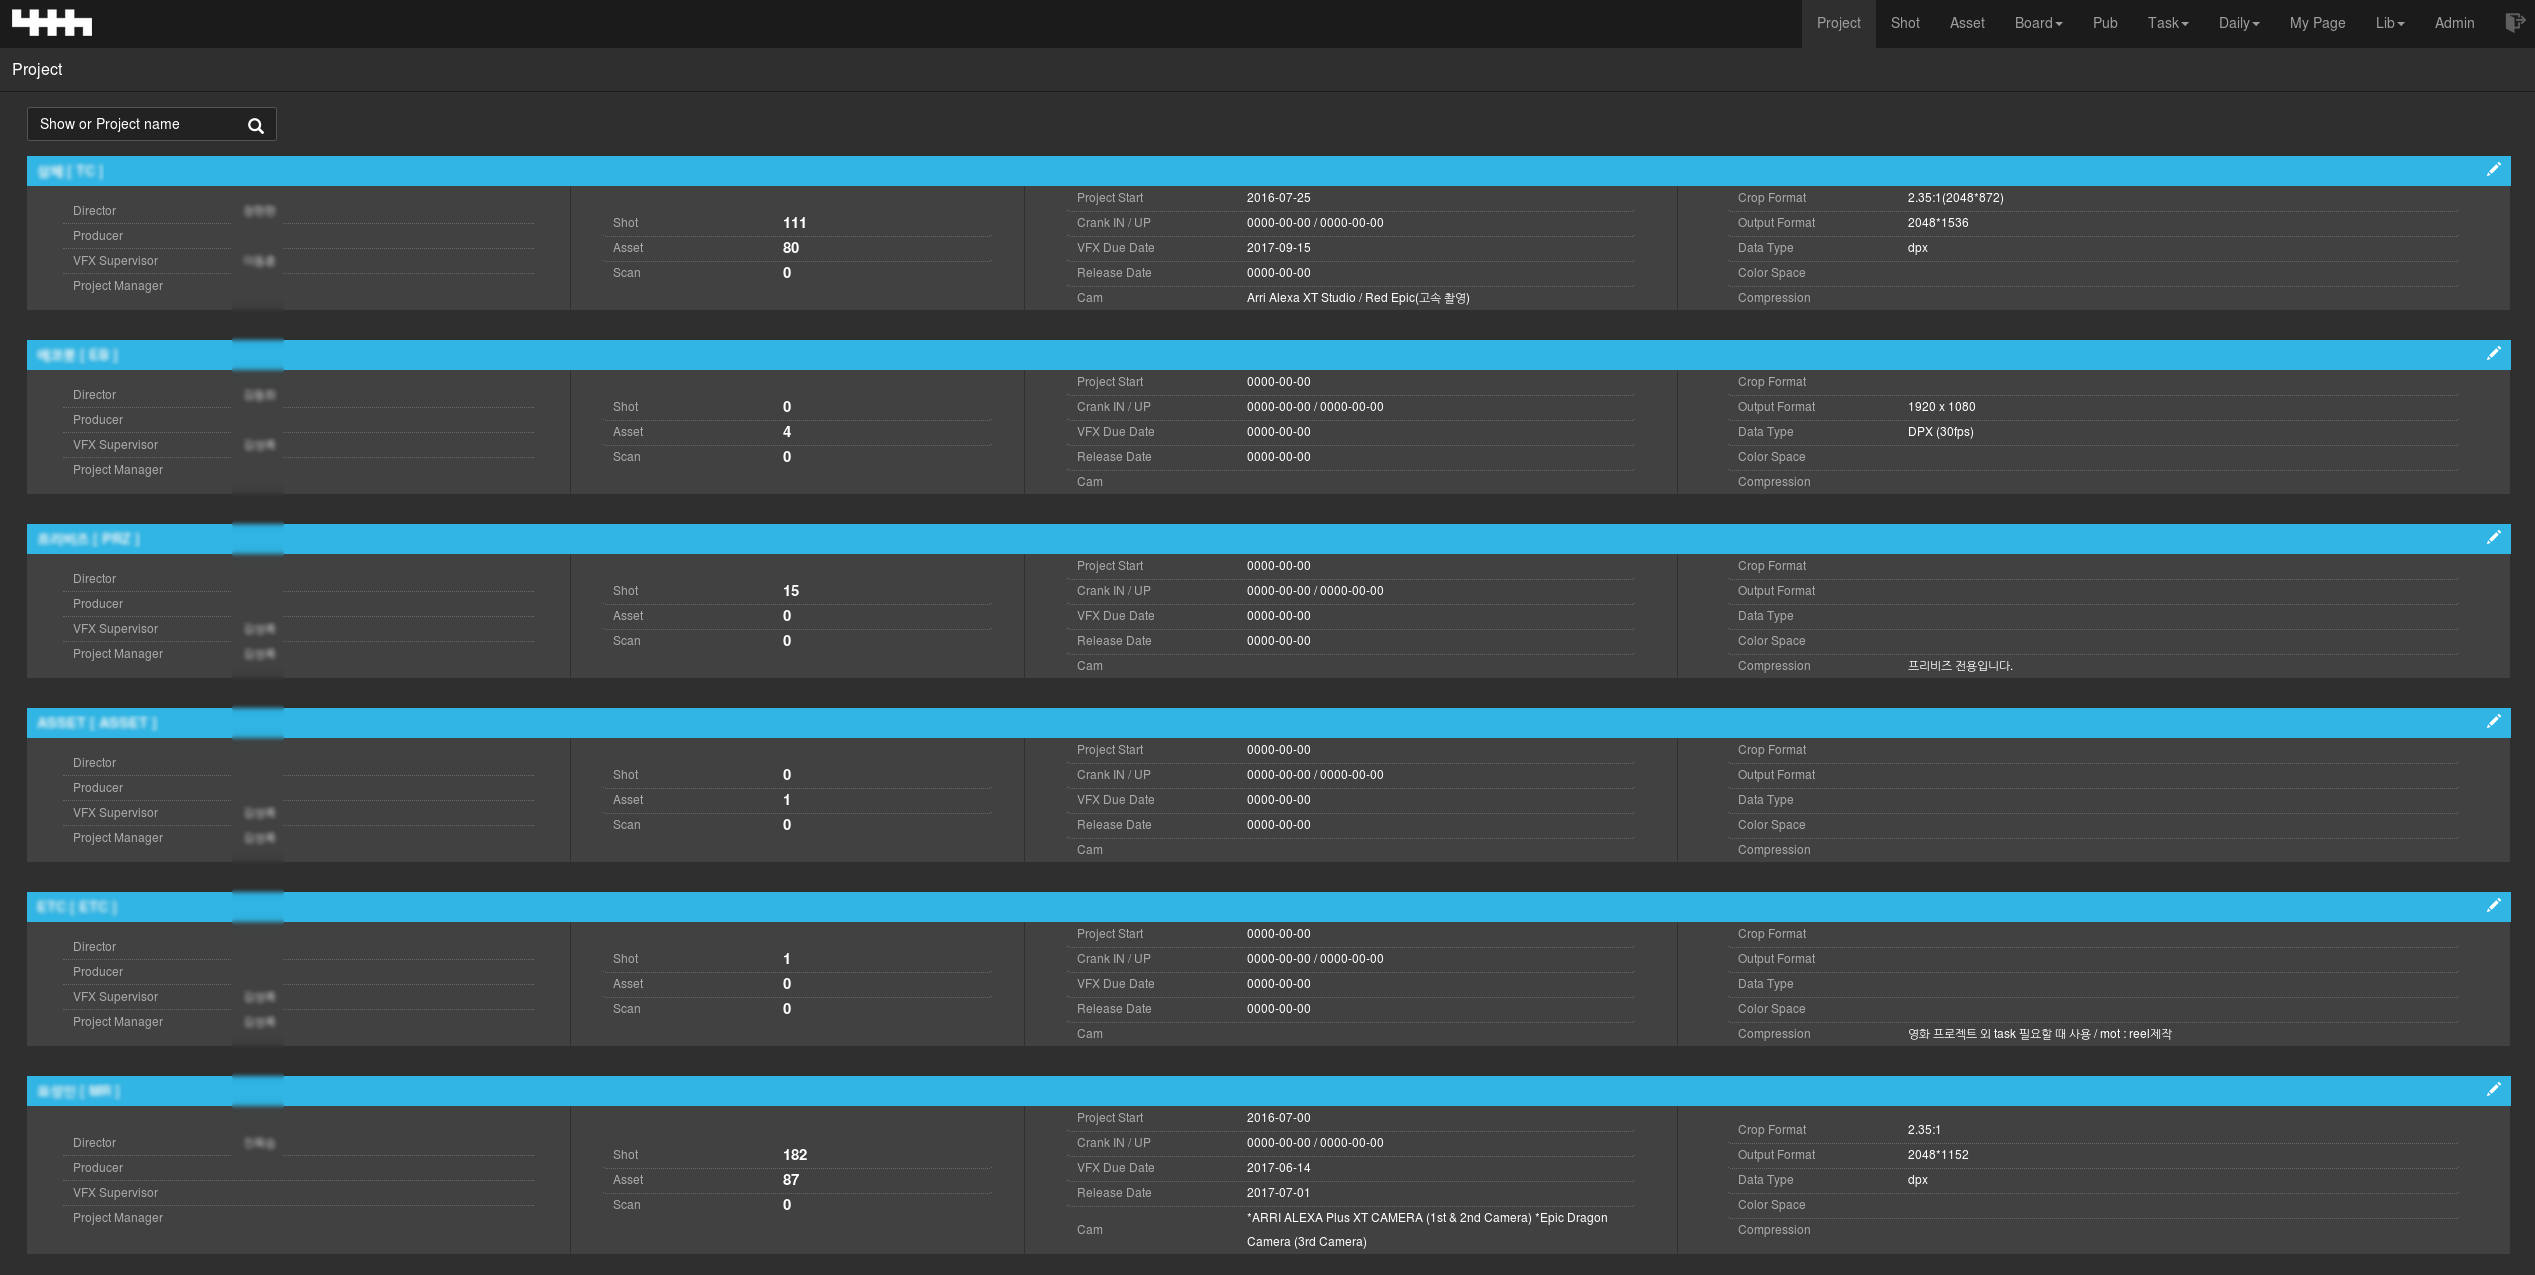 4th
Project Shot Asset Board Pub Task Daily My Page Lib Admin
Project
Show or Project name
[ TC ]
Director
Producer
VFX Supervisor
Project Manager
Shot 111
Asset 80
Scan 0
Project Start 2016-07-25
Crank IN / UP 0000-00-00 / 0000-00-00
VFX Due Date 2017-09-15
Release Date 0000-00-00
Cam Arri Alexa XT Studio / Red Epic(고속 촬영)
Crop Format 2.35:1(2048*872)
Output Format 2048*1536
Data Type dpx
Color Space
Compression
[ EB ]
Director
Producer
VFX Supervisor
Project Manager
Shot 0
Asset 4
Scan 0
Project Start 0000-00-00
Crank IN / UP 0000-00-00 / 0000-00-00
VFX Due Date 0000-00-00
Release Date 0000-00-00
Cam
Crop Format
Output Format 1920 x 1080
Data Type DPX (30fps)
Color Space
Compression
프리비즈 [ PRZ ]
Director
Producer
VFX Supervisor
Project Manager
Shot 15
Asset 0
Scan 0
Project Start 0000-00-00
Crank IN / UP 0000-00-00 / 0000-00-00
VFX Due Date 0000-00-00
Release Date 0000-00-00
Cam
Crop Format
Output Format
Data Type
Color Space
Compression 프리비즈 전용입니다.
ASSET [ ASSET ]
Director
Producer
VFX Supervisor
Project Manager
Shot 0
Asset 1
Scan 0
Project Start 0000-00-00
Crank IN / UP 0000-00-00 / 0000-00-00
VFX Due Date 0000-00-00
Release Date 0000-00-00
Cam
Crop Format
Output Format
Data Type
Color Space
Compression
ETC [ ETC ]
Director
Producer
VFX Supervisor
Project Manager
Shot 1
Asset 0
Scan 0
Project Start 0000-00-00
Crank IN / UP 0000-00-00 / 0000-00-00
VFX Due Date 0000-00-00
Release Date 0000-00-00
Cam
Crop Format
Output Format
Data Type
Color Space
Compression 영화 프로젝트 외 task 필요할 때 사용 / mot : reel제작
[ MR ]
Director
Producer
VFX Supervisor
Project Manager
Shot 182
Asset 87
Scan 0
Project Start 2016-07-00
Crank IN / UP 0000-00-00 / 0000-00-00
VFX Due Date 2017-06-14
Release Date 2017-07-01
Cam *ARRI ALEXA Plus XT CAMERA (1st & 2nd Camera) *Epic Dragon
Camera (3rd Camera)
Crop Format 2.35:1
Output Format 2048*1152
Data Type dpx
Color Space
Compression